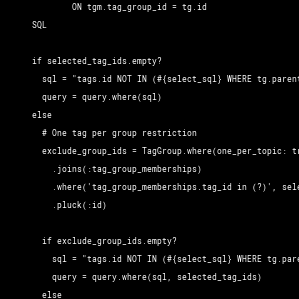 ON tgm.tag_group_id = tg.id
SQL
if selected_tag_ids.empty?
sql = "tags.id NOT IN (#{select_sql} WHERE tg.parent
query = query.where(sql)
else
# One tag per group restriction
exclude_group_ids = TagGroup.where(one_per_topic: tr
.joins(:tag_group_memberships)
.where('tag_group_memberships.tag_id in (?)', sele
.pluck(:id)
if exclude_group_ids.empty?
sql = "tags.id NOT IN (#{select_sql} WHERE tg.pare
query = query.where(sql, selected_tag_ids)
else